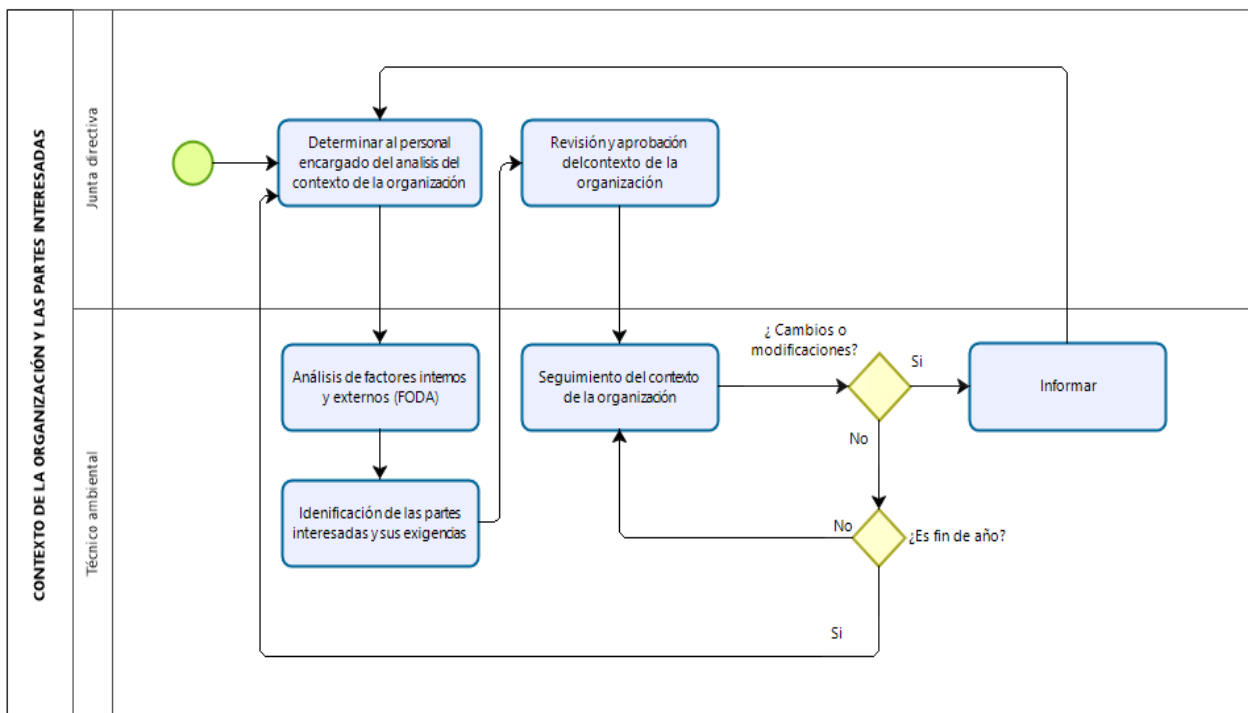 CONTEXTO DE LA ORGANIZACIÓN Y LAS PARTES INTERESADAS
Junta directiva
Determinar al personal
encargado del analisis del
contexto de la organización
Revisión y aprobación
delcontexto de la
organización
Técnico ambiental
Análisis de factores internos
y externos (FODA)
Idenificación de las partes
interesadas y sus exigencias
Seguimiento del contexto
de la organización
¿ Cambios o
modificaciones?
Si
Informar
No
No
¿Es fin de año?
Si